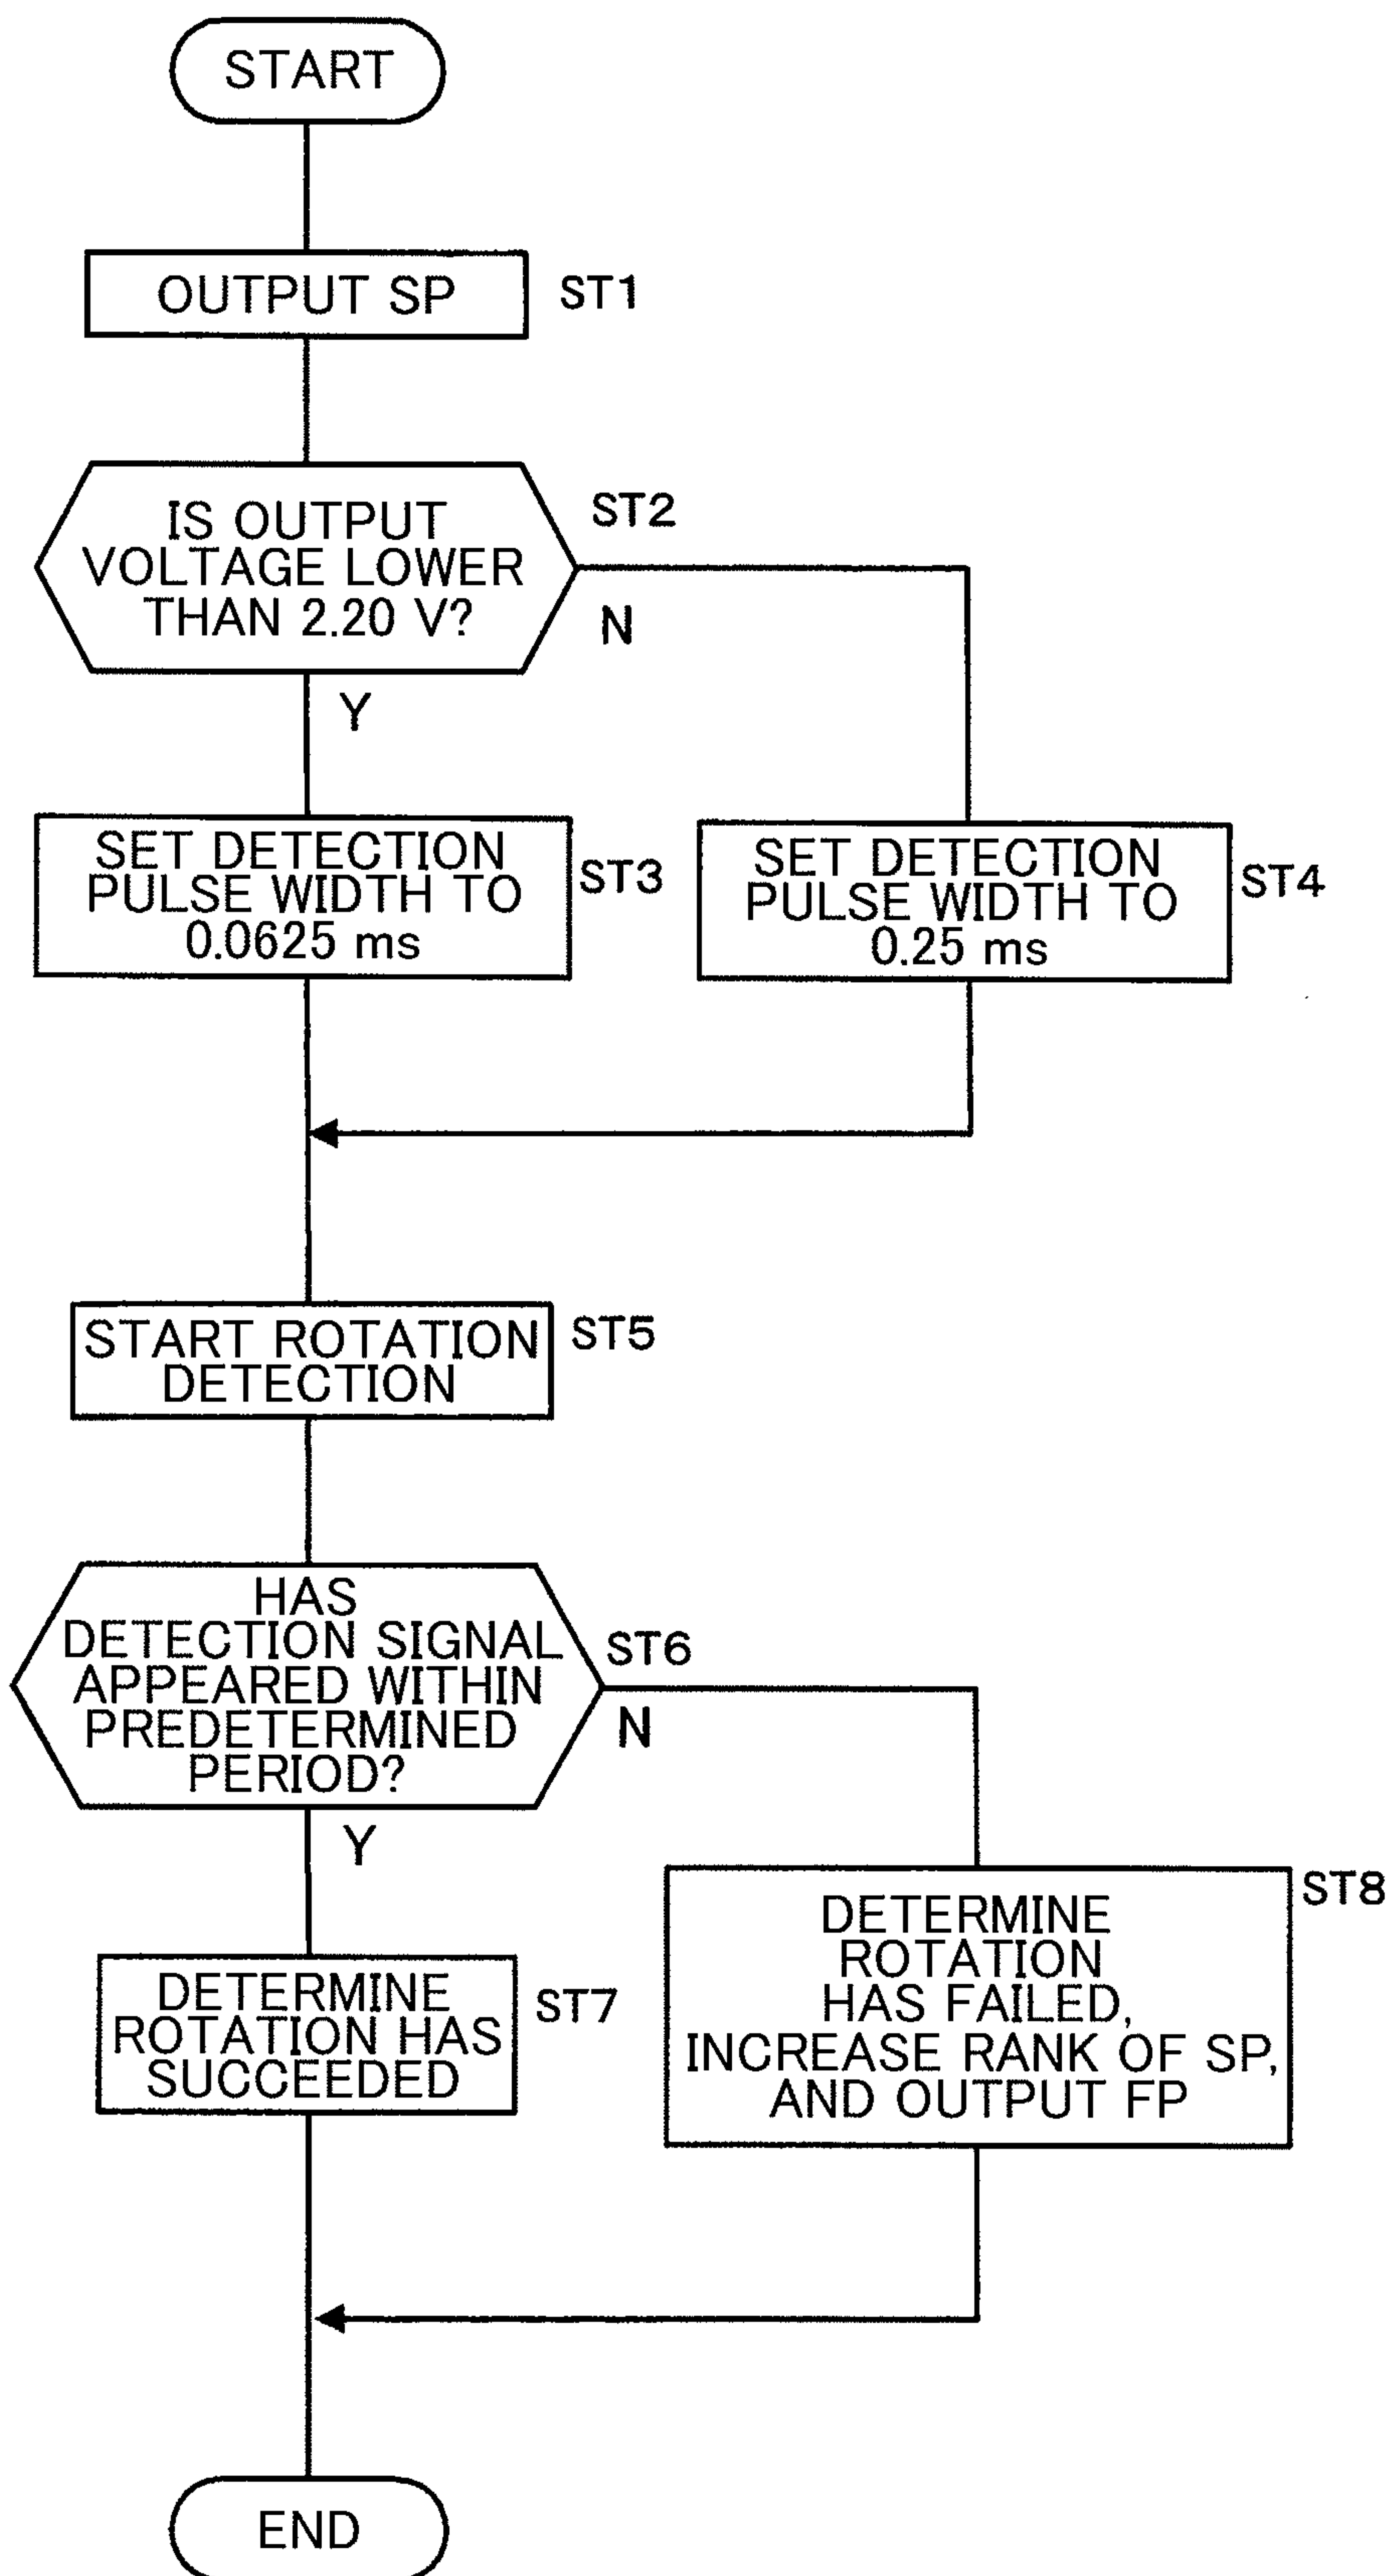 START
OUTPUT SP
ST1
IS OUTPUT
VOLTAGE LOWER
THAN 2.20 V?
ST2
N
Y
SET DETECTION
PULSE WIDTH TO
0.0625 ms
ST3
SET DETECTION
PULSE WIDTH TO
0.25 ms
ST4
START ROTATION
DETECTION
ST5
HAS
DETECTION SIGNAL
APPEARED WITHIN
PREDETERMINED
PERIOD?
ST6
N
Y
DETERMINE
ROTATION HAS
SUCCEEDED
ST7
DETERMINE
ROTATION
HAS FAILED,
INCREASE RANK OF SP,
AND OUTPUT FP
ST8
END